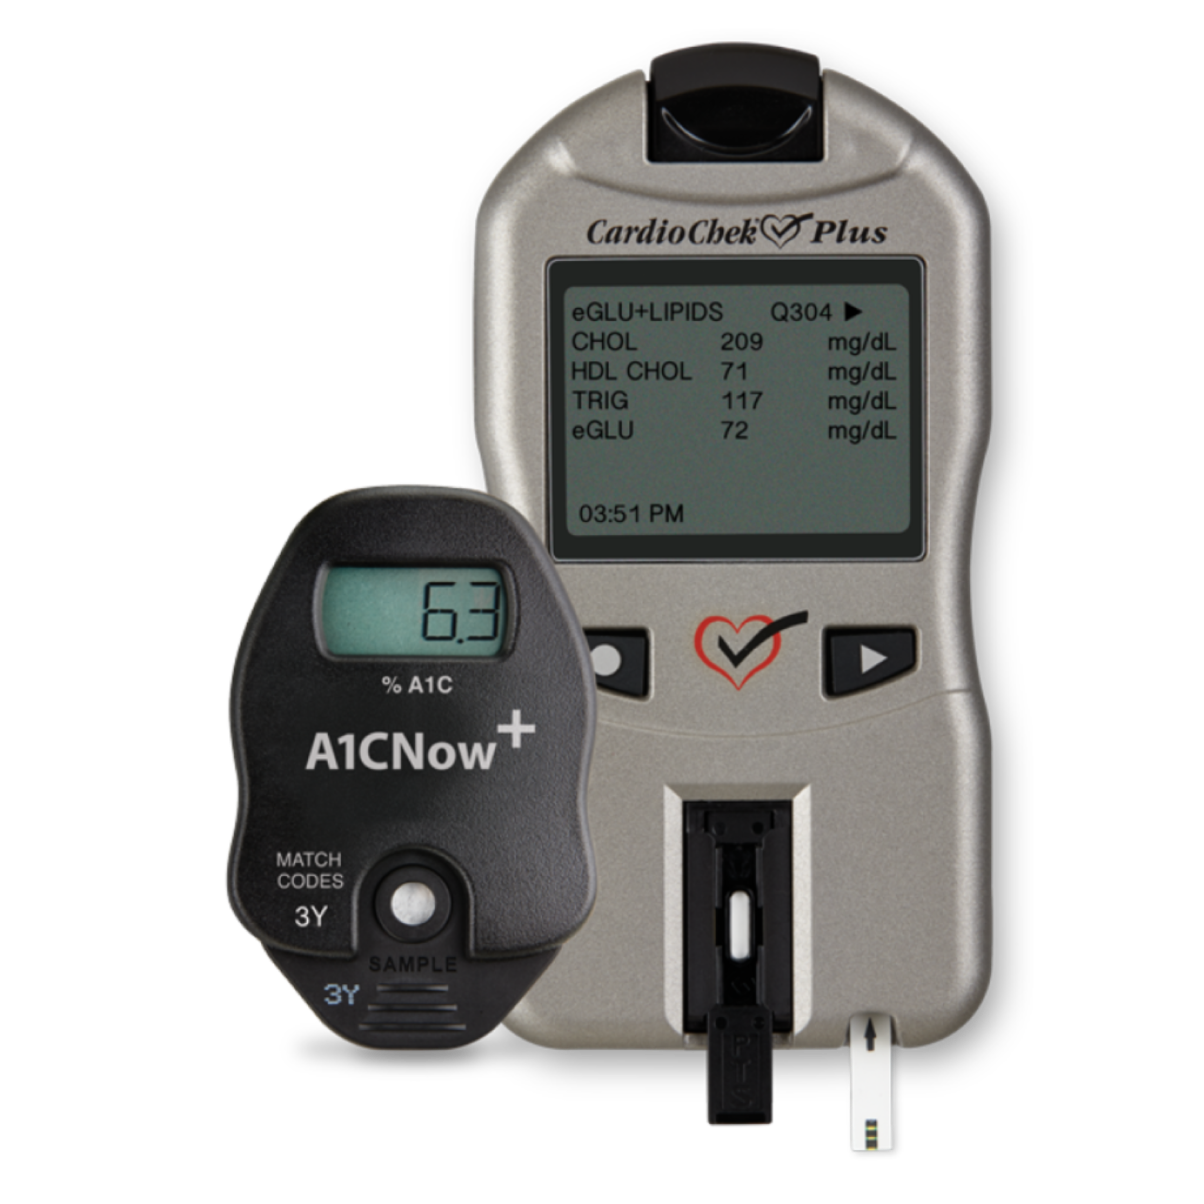 CardioChek Plus
eGLU+LIPIDS Q304 ▶
CHOL 209 mg/dL
HDL CHOL 71 mg/dL
TRIG 117 mg/dL
eGLU 72 mg/dL
03:51 PM
6.3
% A1C
A1CNow+
MATCH
CODES
3Y
SAMPLE
3Y